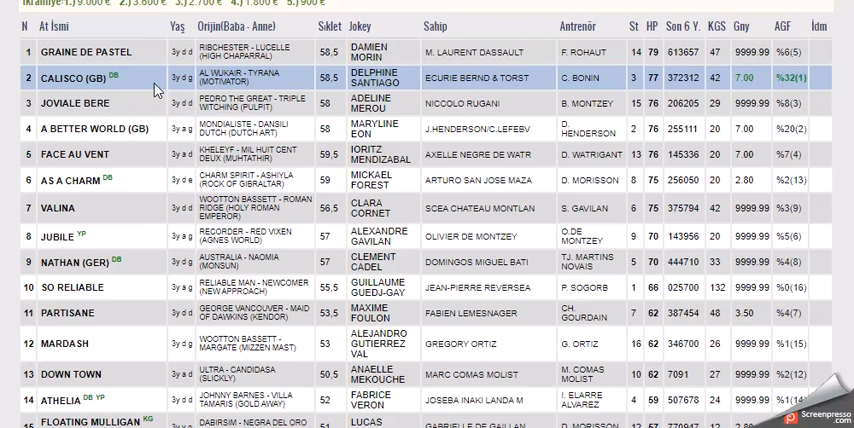 İkramiye:1.) 9.000 € 2.) 3.600 € 2.) 2.700 € 4.) 1.800 € 5.) 900 €
N At İsmi Yaş Orijin(Baba - Anne) Sıklet Jokey Sahip Antrenör St HP Son 6 Y. KGS Gny AGF İdm
1 GRAINE DE PASTEL 3y d d RIBCHESTER - LUCELLE (HIGH CHAPARRAL) 58,5 DAMIEN MORIN M. LAURENT DASSAULT F. ROHAUT 14 79 613657 47 9999.99 %6(5)
2 CALISCO (GB) DB 3y d g AL WUKAIR - TYRANA (MOTIVATOR) 58,5 DELPHINE SANTIAGO ECURIE BERND & TORST C. BONIN 3 77 372312 42 7.00 %32(1)
3 JOVIALE BERE 3y d d PEDRO THE GREAT - TRIPLE WITCHING (PULPIT) 58 ADELINE MEROU NICCOLO RUGANI B. MONTZEY 15 76 206205 29 9999.99 %8(3)
4 A BETTER WORLD (GB) 3y a g MONDIALISTE - DANSILI DUTCH (DUTCH ART) 58 MARYLINE EON J.HENDERSON/C.LEFEBV D. HENDERSON 2 76 255111 20 7.00 %20(2)
5 FACE AU VENT 3y a d KHELEYF - MIL HUIT CENT DEUX (MUHTATHIR) 59,5 IORITZ MENDIZABAL AXELLE NEGRE DE WATR D. WATRIGANT 13 76 145336 20 7.00 %7(4)
6 AS A CHARM DB 3y d e CHARM SPIRIT - ASHIYLA (ROCK OF GIBRALTAR) 59 MICKAEL FOREST ARTURO SAN JOSE MAZA D. MORISSON 8 75 256050 20 2.80 %2(13)
7 VALINA 3y d d WOOTTON BASSETT - ROMAN RIDGE (HOLY ROMAN EMPEROR) 56,5 CLARA CORNET SCEA CHATEAU MONTLAN S. GAVILAN 6 75 375794 42 9999.99 %3(9)
8 JUBILE YP 3y a g RECORDER - RED VIXEN (AGNES WORLD) 57 ALEXANDRE GAVILAN OLIVIER DE MONTZEY O.DE MONTZEY 9 70 143956 20 9999.99 %5(6)
9 NATHAN (GER) DB 3y d g AUSTRALIA - NAOMIA (MONSUN) 57 CLEMENT CADEL DOMINGOS MIGUEL BATI TJ. MARTINS NOVAIS 5 70 444710 33 9999.99 %4(8)
10 SO RELIABLE 3y a g RELIABLE MAN - NEWCOMER (NEW APPROACH) 55,5 GUILLAUME GUEDJ-GAY JEAN-PIERRE REVERSEA P. SOGORB 1 66 025700 132 9999.99 %0(16)
11 PARTISANE 3y d d GEORGE VANCOUVER - MAID OF DAWKINS (KENDOR) 53,5 MAXIME FOULON FABIEN LEMESNAGER CH. GOURDAIN 7 62 387454 48 3.50 %4(7)
12 MARDASH 3y d g WOOTTON BASSETT - MARGATE (MIZZEN MAST) 53 ALEJANDRO GUTIERREZ VAL GREGORY ORTIZ G. ORTIZ 16 62 346700 26 9999.99 %1(15)
13 DOWN TOWN 3y a d ULTRA - CANDIDASA (SLICKLY) 50,5 ANAELLE MEKOUCHE MARC COMAS MOLIST M. COMAS MOLIST 10 62 7091 27 9999.99 %1(12)
14 ATHELIA DB YP 3y a d JOHNNY BARNES - VILLA TAMARIS (GOLD AWAY) 52 FABRICE VERON JOSEBA INAKI LANDA M I. ELARRE ALVAREZ 4 59 507678 24 9999.99 %1(14
FLOATING MULLIGAN KG DABIRSIM - NEGRA DEL ORO LUCAS
Screenpresso
.com